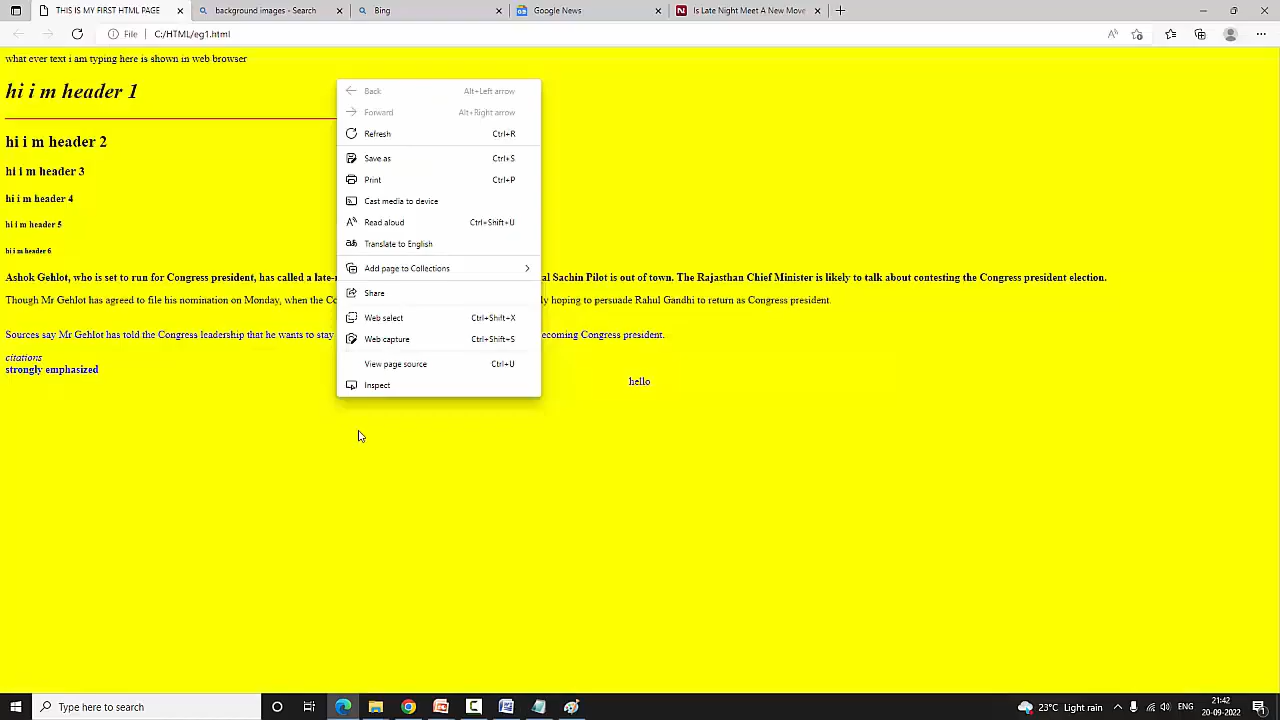 THIS IS MY FIRST HTML PAGE
background images - Search
Bing
Google News
Is Late Night Meet A New Move
File
C:/HTML/eg1.html
what ever text i am typing here is shown in web browser
hi i m header 1
hi i m header 2
hi i m header 3
hi i m header 4
hi i m header 5
hi i m header 6
Ashok Gehlot, who is set to run for Congress president, has called a late- al Sachin Pilot is out of town. The Rajasthan Chief Minister is likely to talk about contesting the Congress president election.
Though Mr Gehlot has agreed to file his nomination on Monday, when the Co ly hoping to persuade Rahul Gandhi to return as Congress president.
Sources say Mr Gehlot has told the Congress leadership that he wants to stay ecoming Congress president.
citations
strongly emphasized
hello
Back Alt+Left arrow
Forward Alt+Right arrow
Refresh Ctrl+R
Save as Ctrl+S
Print Ctrl+P
Cast media to device
Read aloud Ctrl+Shift+U
Translate to English
Add page to Collections
Share
Web select Ctrl+Shift+X
Web capture Ctrl+Shift+S
View page source Ctrl+U
Inspect
Type here to search
23°C Light rain
ENG
21:42
20-09-2022